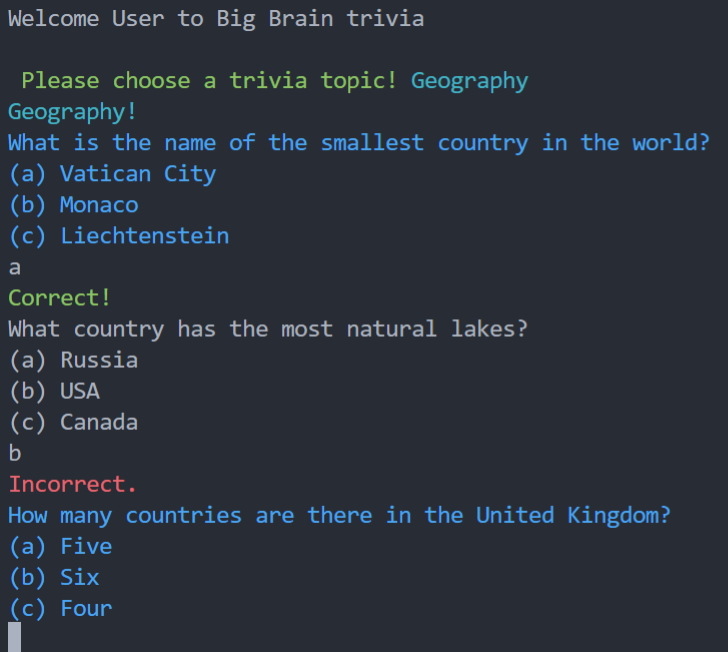 Welcome User to Big Brain trivia
Please choose a trivia topic! Geography
Geography!
What is the name of the smallest country in the world?
(a) Vatican City
(b) Monaco
(c) Liechtenstein
a
Correct!
What country has the most natural lakes?
(a) Russia
(b) USA
(c) Canada
b
Incorrect.
How many countries are there in the United Kingdom?
(a) Five
(b) Six
(c) Four